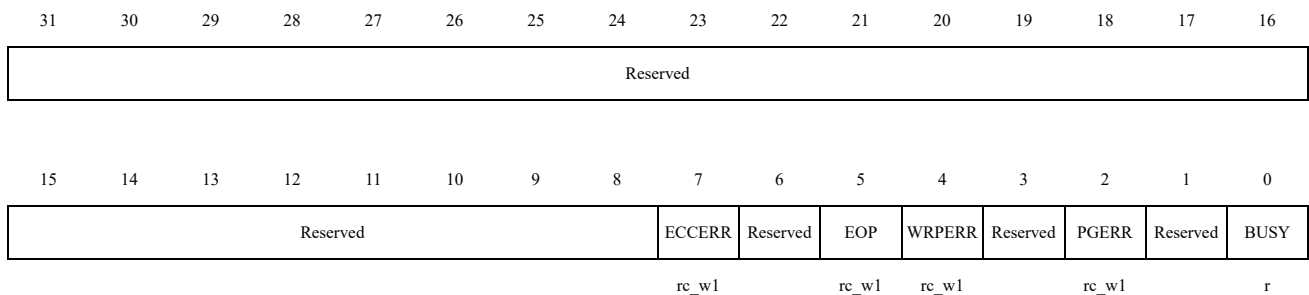 31 30 29 28 27 26 25 24 23 22 21 20 19 18 17 16
Reserved
15 14 13 12 11 10 9 8 7 6 5 4 3 2 1 0
Reserved ECCERR Reserved EOP WRPERR Reserved PGERR Reserved BUSY
rc_w1 rc_w1 rc_w1 rc_w1 r